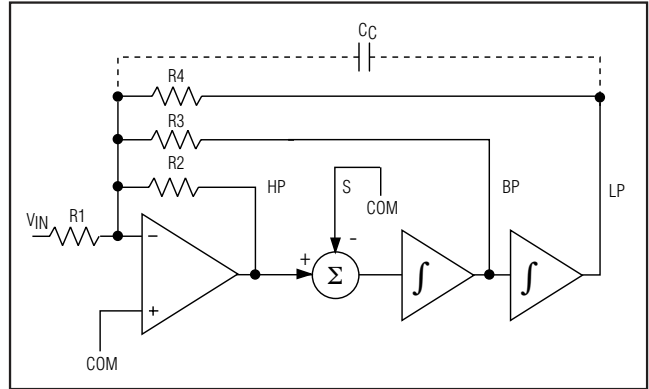 CC
R4
R3
R2
HP
S
COM
BP
LP
VIN
R1
−
+
COM
+
−
Σ
∫
∫